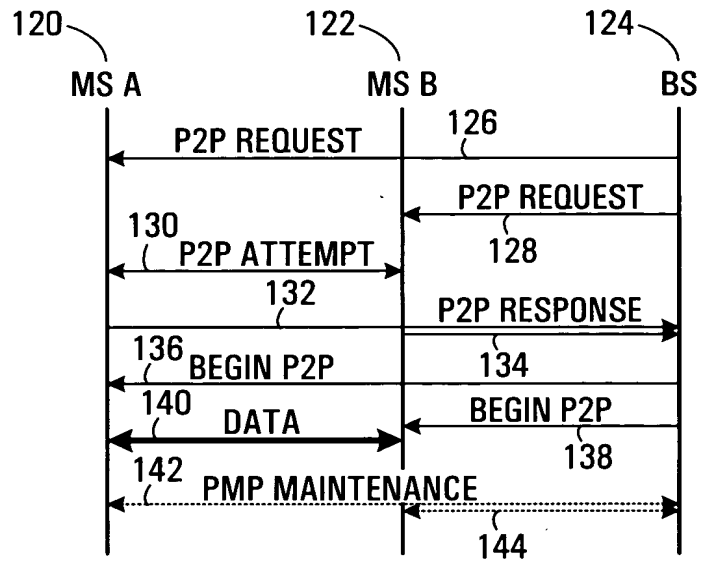 120 122 124
MS A MS B BS
P2P REQUEST 126
P2P REQUEST
130 128
P2P ATTEMPT
132 P2P RESPONSE
136 134
BEGIN P2P
140 DATA BEGIN P2P
138
142 PMP MAINTENANCE
144